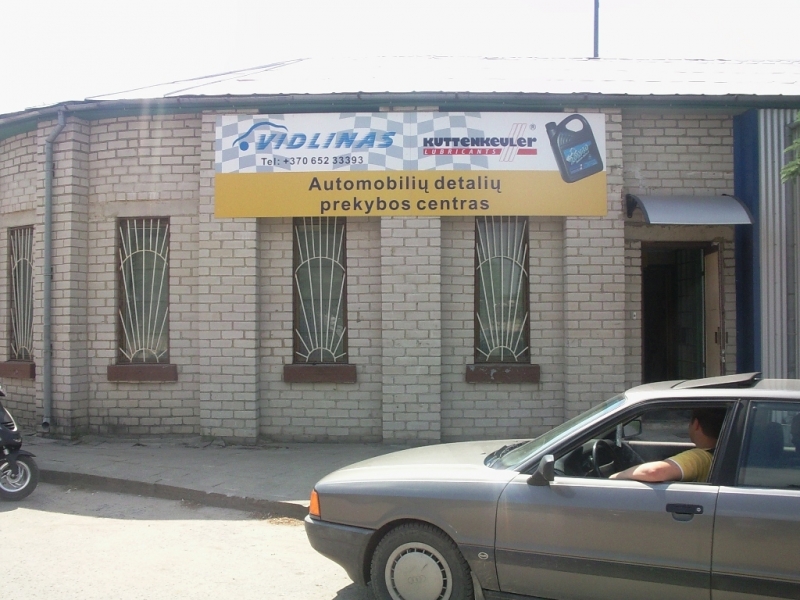 VIDLINAS
Tel: +370 652 33393
KUTTENKEULER ®
LUBRICANTS
Automobilių detalių
prekybos centras